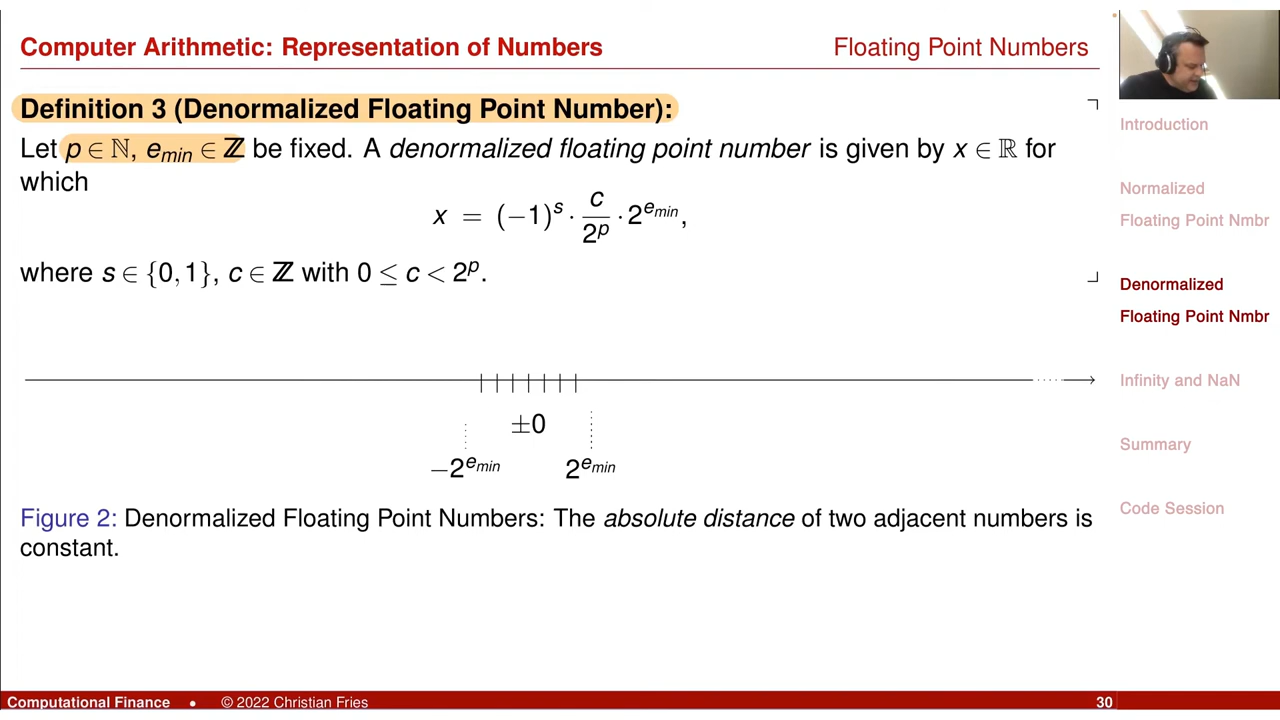 Computer Arithmetic: Representation of Numbers
Floating Point Numbers
Definition 3 (Denormalized Floating Point Number):
Let p ∈ ℕ, e_min ∈ ℤ be fixed. A denormalized floating point number is given by x ∈ ℝ for
which
x = (−1)^s · c/2^p · 2^{e_min},
where s ∈ {0, 1}, c ∈ ℤ with 0 ≤ c < 2^p.
±0
−2^{e_min} 2^{e_min}
Figure 2: Denormalized Floating Point Numbers: The absolute distance of two adjacent numbers is
constant.
Introduction
Normalized
Floating Point Nmbr
Denormalized
Floating Point Nmbr
Infinity and NaN
Summary
Code Session
Computational Finance • © 2022 Christian Fries 30